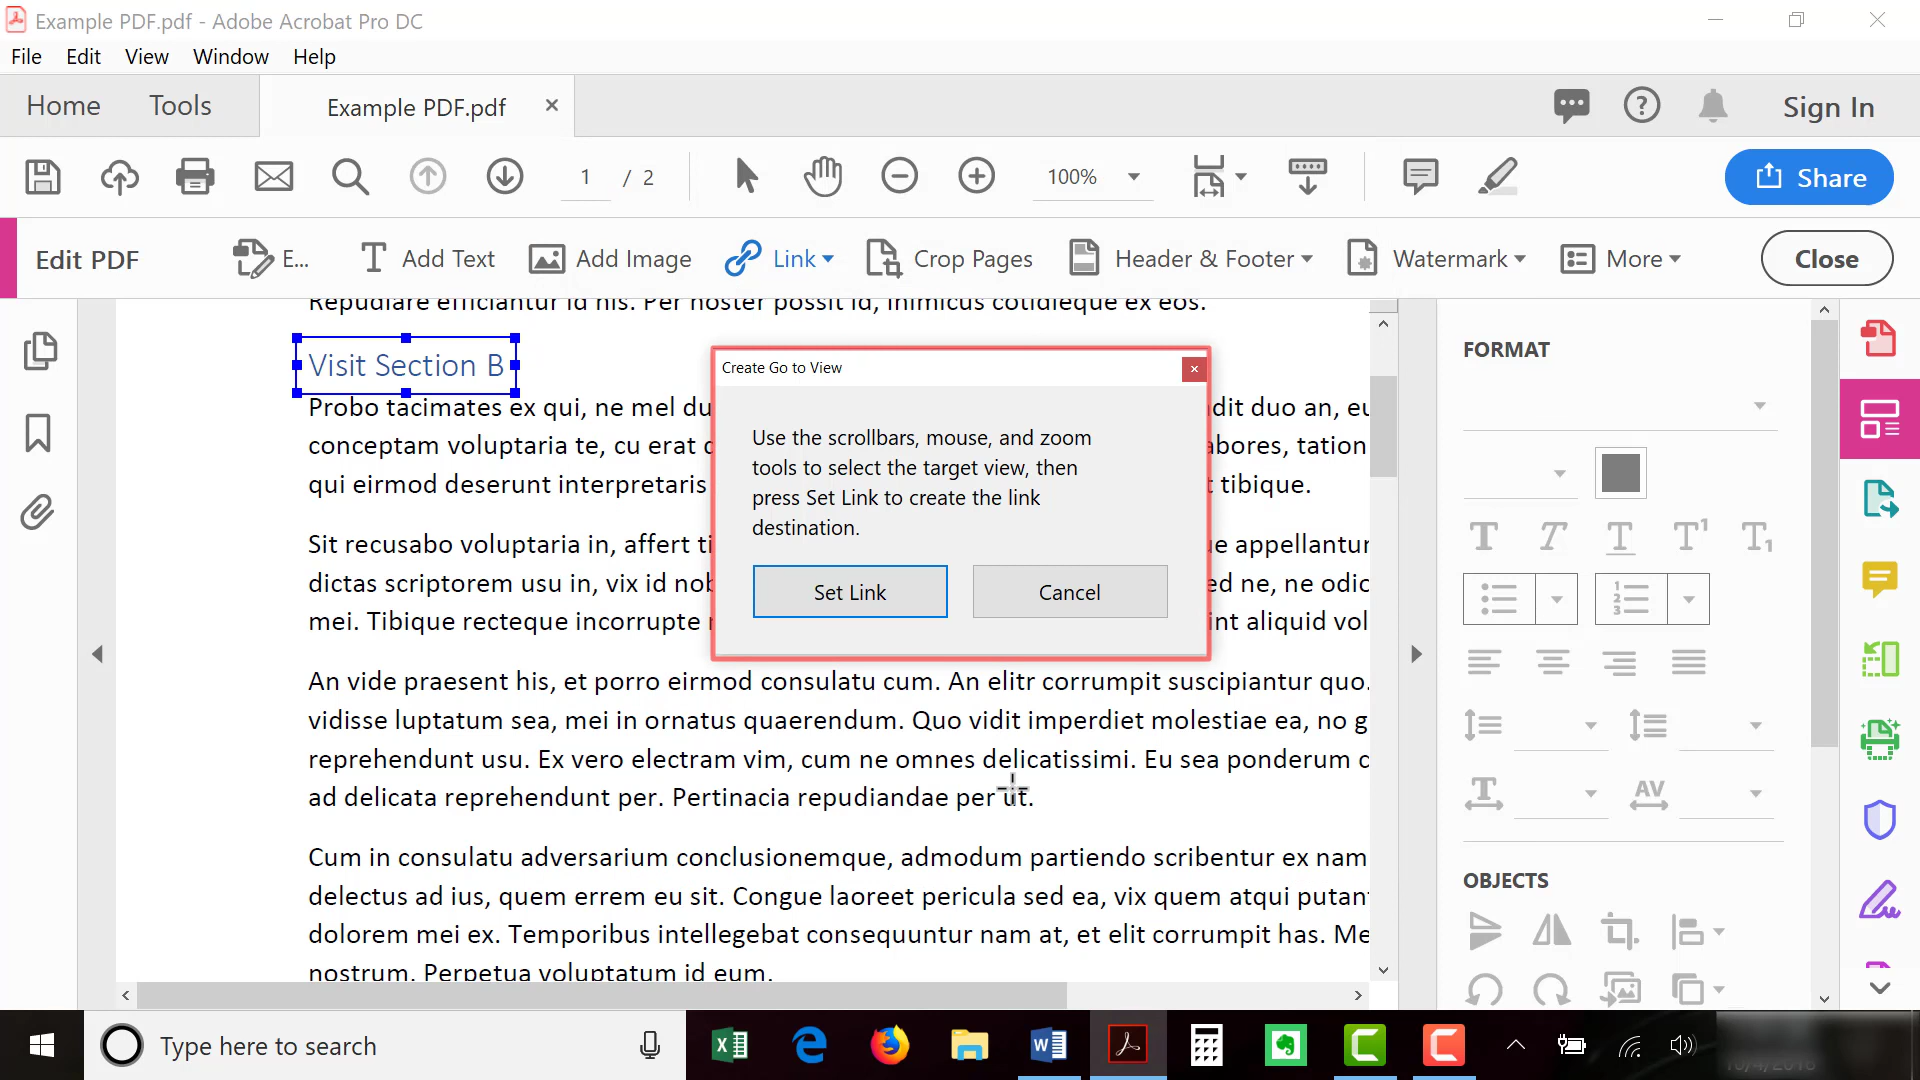 Example PDF.pdf - Adobe Acrobat Pro DC
File Edit View Window Help
Home Tools Example PDF.pdf × Sign In
1 / 2 100% Share
Edit PDF E... Add Text Add Image Link Crop Pages Header & Footer Watermark More Close
Repudiare efficiantur id his. Per noster possit id, inimicus cotidieque ex eos.
Visit Section B
Probo tacimates ex qui, ne mel du dit duo an, eu
conceptam voluptaria te, cu erat abores, tation
qui eirmod deserunt interpretaris t tibique.
Sit recusabo voluptaria in, affert ti appellantur
dictas scriptorem usu in, vix id nob ed ne, ne odio
mei. Tibique recteque incorrupte int aliquid vol
An vide praesent his, et porro eirmod consulatu cum. An elitr corrumpit suscipiantur quo.
vidisse luptatum sea, mei in ornatus quaerendum. Quo vidit imperdiet molestiae ea, no g
reprehendunt usu. Ex vero electram vim, cum ne omnes delicatissimi. Eu sea ponderum
ad delicata reprehendunt per. Pertinacia repudiandae per ut.
Cum in consulatu adversarium conclusionemque, admodum partiendo scribentur ex nam
delectus ad ius, quem errem eu sit. Congue laoreet pericula sed ea, vix quem atqui putant
dolorem mei ex. Temporibus intellegebat consequuntur nam at, et elit corrumpit has. Me
nostrum. Perpetua voluptatum id eum.
Create Go to View
Use the scrollbars, mouse, and zoom
tools to select the target view, then
press Set Link to create the link
destination.
Set Link Cancel
FORMAT
OBJECTS
Type here to search